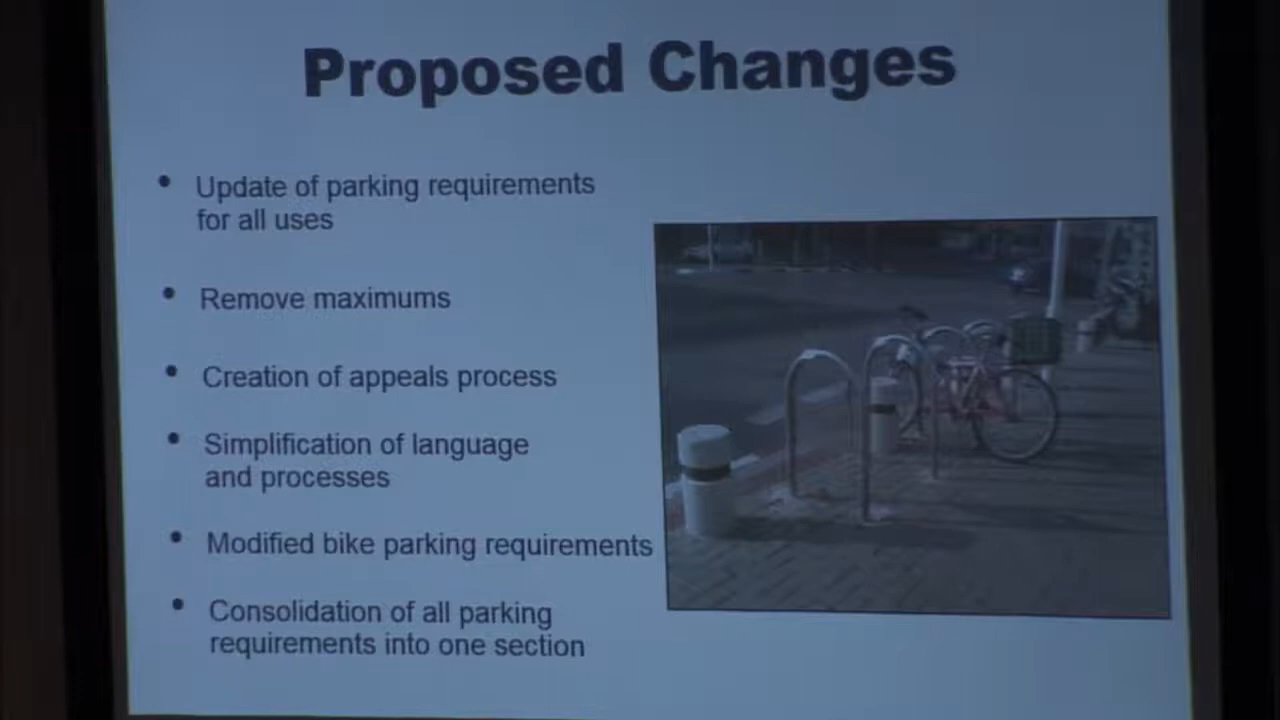 Proposed Changes
• Update of parking requirements
for all uses
• Remove maximums
• Creation of appeals process
• Simplification of language
and processes
• Modified bike parking requirements
• Consolidation of all parking
requirements into one section